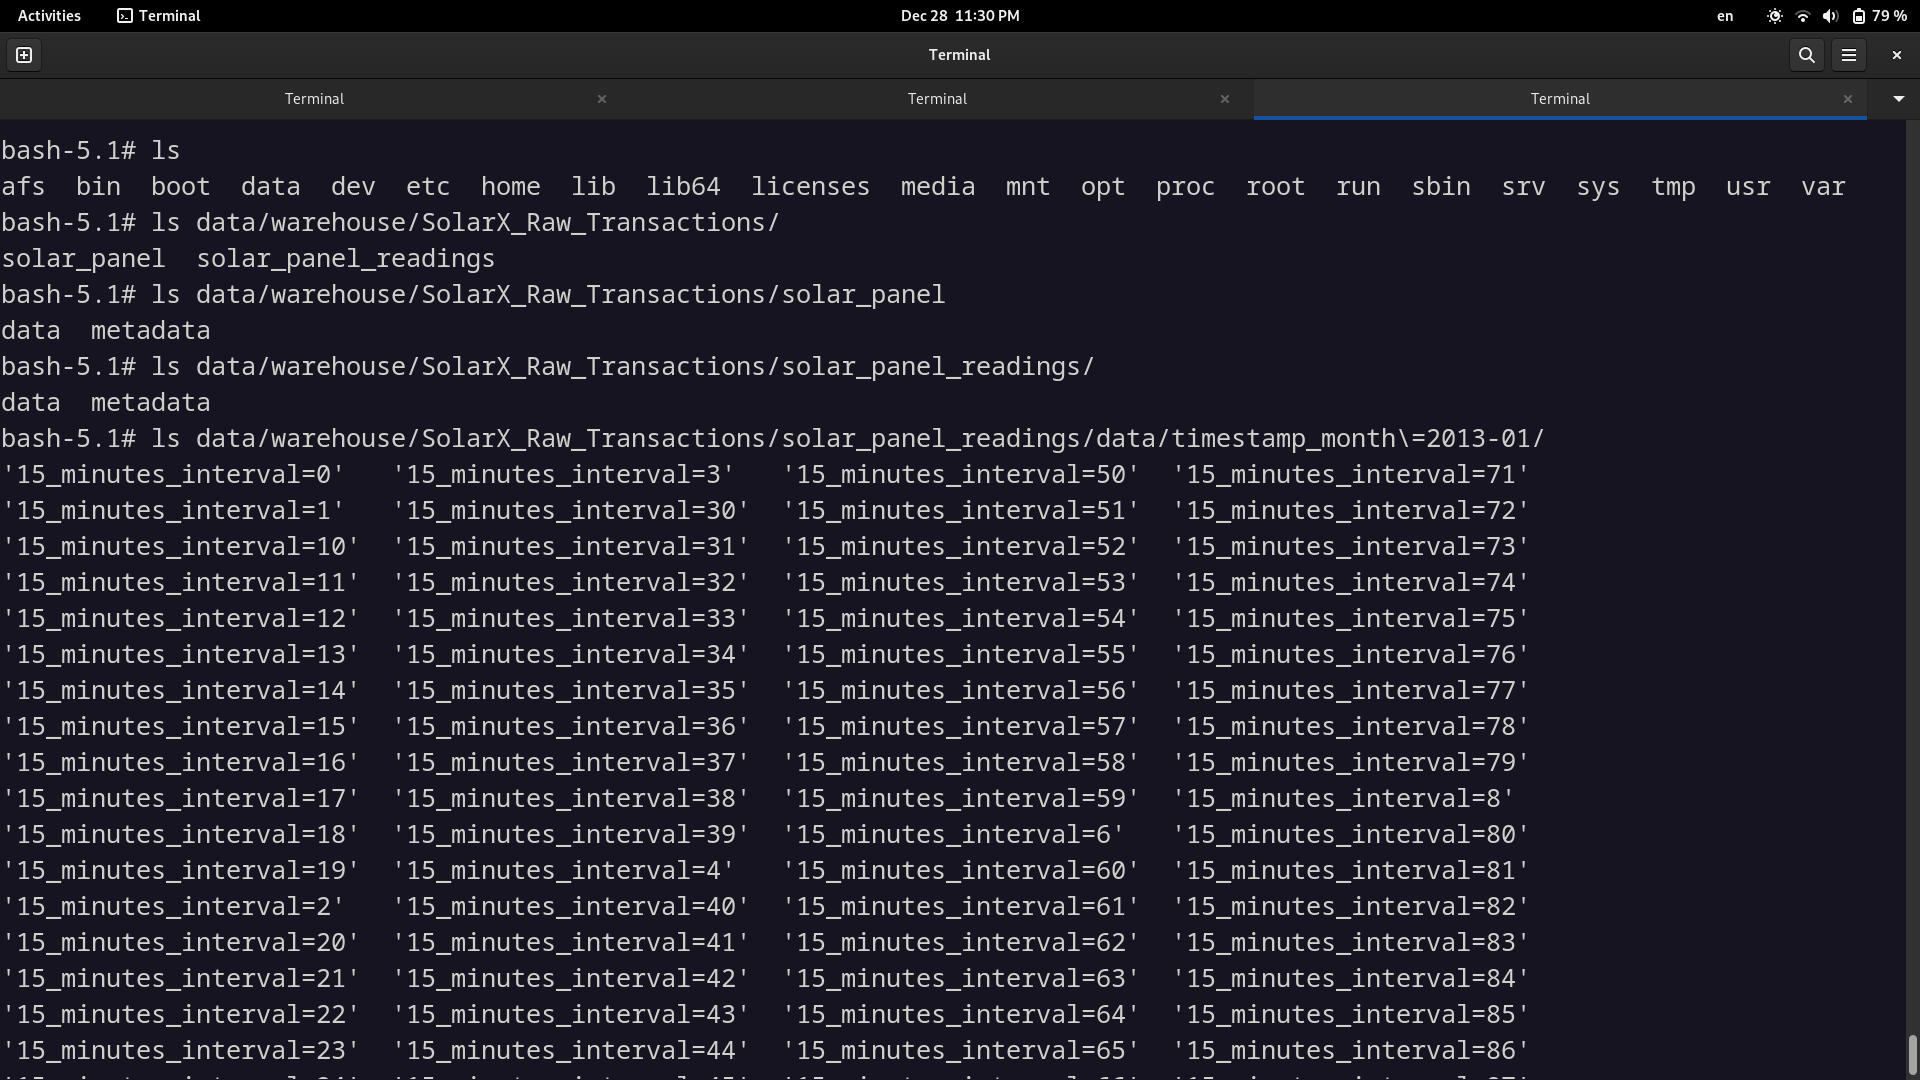 Activities Terminal Dec 28 11:30 PM en 79 %
Terminal
Terminal Terminal Terminal
bash-5.1# ls
afs bin boot data dev etc home lib lib64 licenses media mnt opt proc root run sbin srv sys tmp usr var
bash-5.1# ls data/warehouse/SolarX_Raw_Transactions/
solar_panel solar_panel_readings
bash-5.1# ls data/warehouse/SolarX_Raw_Transactions/solar_panel
data metadata
bash-5.1# ls data/warehouse/SolarX_Raw_Transactions/solar_panel_readings/
data metadata
bash-5.1# ls data/warehouse/SolarX_Raw_Transactions/solar_panel_readings/data/timestamp_month\=2013-01/
'15_minutes_interval=0' '15_minutes_interval=3' '15_minutes_interval=50' '15_minutes_interval=71'
'15_minutes_interval=1' '15_minutes_interval=30' '15_minutes_interval=51' '15_minutes_interval=72'
'15_minutes_interval=10' '15_minutes_interval=31' '15_minutes_interval=52' '15_minutes_interval=73'
'15_minutes_interval=11' '15_minutes_interval=32' '15_minutes_interval=53' '15_minutes_interval=74'
'15_minutes_interval=12' '15_minutes_interval=33' '15_minutes_interval=54' '15_minutes_interval=75'
'15_minutes_interval=13' '15_minutes_interval=34' '15_minutes_interval=55' '15_minutes_interval=76'
'15_minutes_interval=14' '15_minutes_interval=35' '15_minutes_interval=56' '15_minutes_interval=77'
'15_minutes_interval=15' '15_minutes_interval=36' '15_minutes_interval=57' '15_minutes_interval=78'
'15_minutes_interval=16' '15_minutes_interval=37' '15_minutes_interval=58' '15_minutes_interval=79'
'15_minutes_interval=17' '15_minutes_interval=38' '15_minutes_interval=59' '15_minutes_interval=8'
'15_minutes_interval=18' '15_minutes_interval=39' '15_minutes_interval=6' '15_minutes_interval=80'
'15_minutes_interval=19' '15_minutes_interval=4' '15_minutes_interval=60' '15_minutes_interval=81'
'15_minutes_interval=2' '15_minutes_interval=40' '15_minutes_interval=61' '15_minutes_interval=82'
'15_minutes_interval=20' '15_minutes_interval=41' '15_minutes_interval=62' '15_minutes_interval=83'
'15_minutes_interval=21' '15_minutes_interval=42' '15_minutes_interval=63' '15_minutes_interval=84'
'15_minutes_interval=22' '15_minutes_interval=43' '15_minutes_interval=64' '15_minutes_interval=85'
'15_minutes_interval=23' '15_minutes_interval=44' '15_minutes_interval=65' '15_minutes_interval=86'